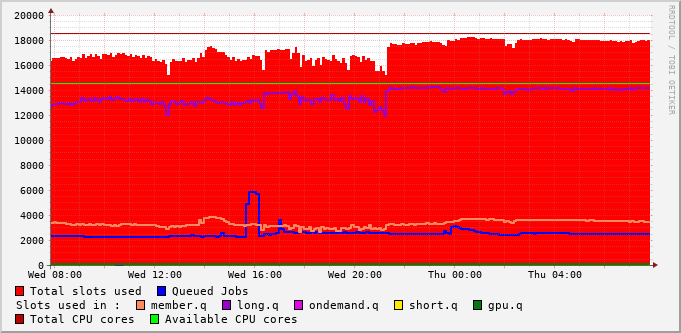 20000
18000
16000
14000
12000
10000
8000
6000
4000
2000
0
Wed 08:00 Wed 12:00 Wed 16:00 Wed 20:00 Thu 00:00 Thu 04:00
RRDTOOL / TOBI OETIKER
Total slots used Queued Jobs
Slots used in : member.q long.q ondemand.q short.q gpu.q
Total CPU cores Available CPU cores